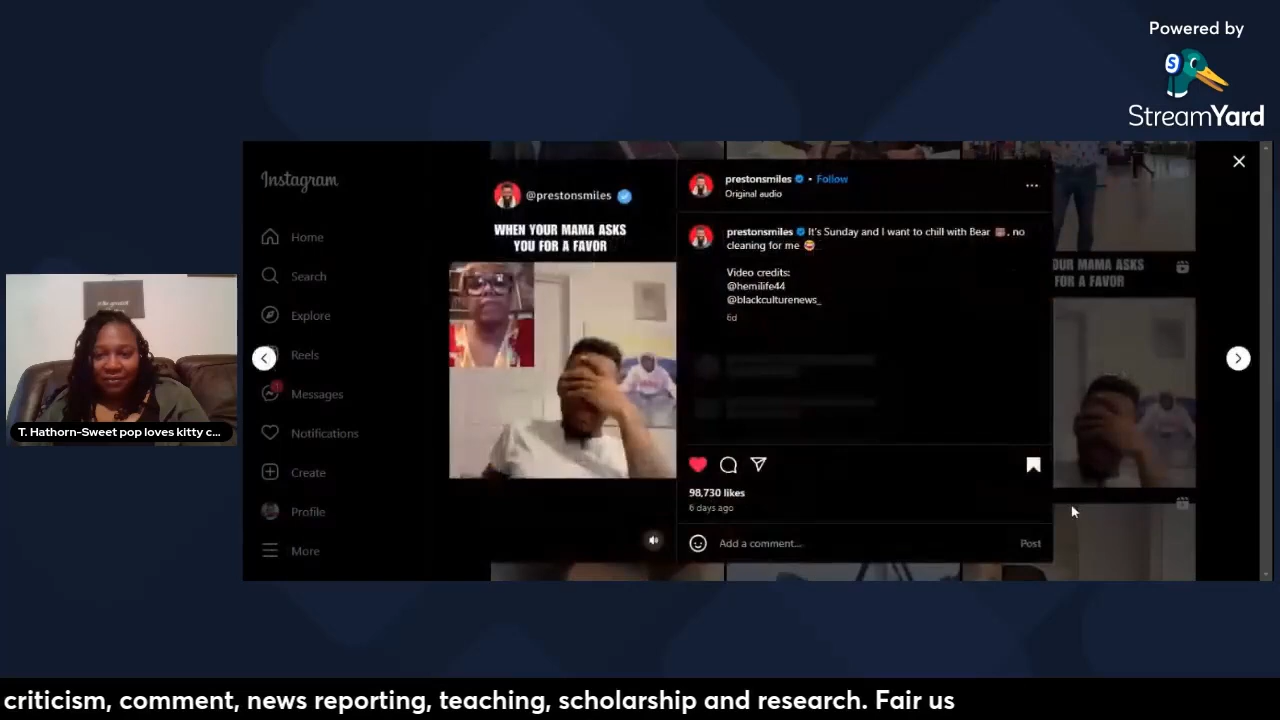 Powered by
StreamYard
Instagram
Home
Search
Explore
Reels
Messages
Notifications
Create
Profile
More
@prestonsmiles
WHEN YOUR MAMA ASKS
YOU FOR A FAVOR
prestonsmiles • Follow
Original audio
prestonsmiles It's Sunday and I want to chill with Bear 🐻, no
cleaning for me 😂
Video credits:
@hemilife44
@blackculturenews_
6d
98,730 likes
6 days ago
Add a comment...
Post
OUR MAMA ASKS
FOR A FAVOR
T. Hathorn-Sweet pop loves kitty c...
criticism, comment, news reporting, teaching, scholarship and research. Fair us